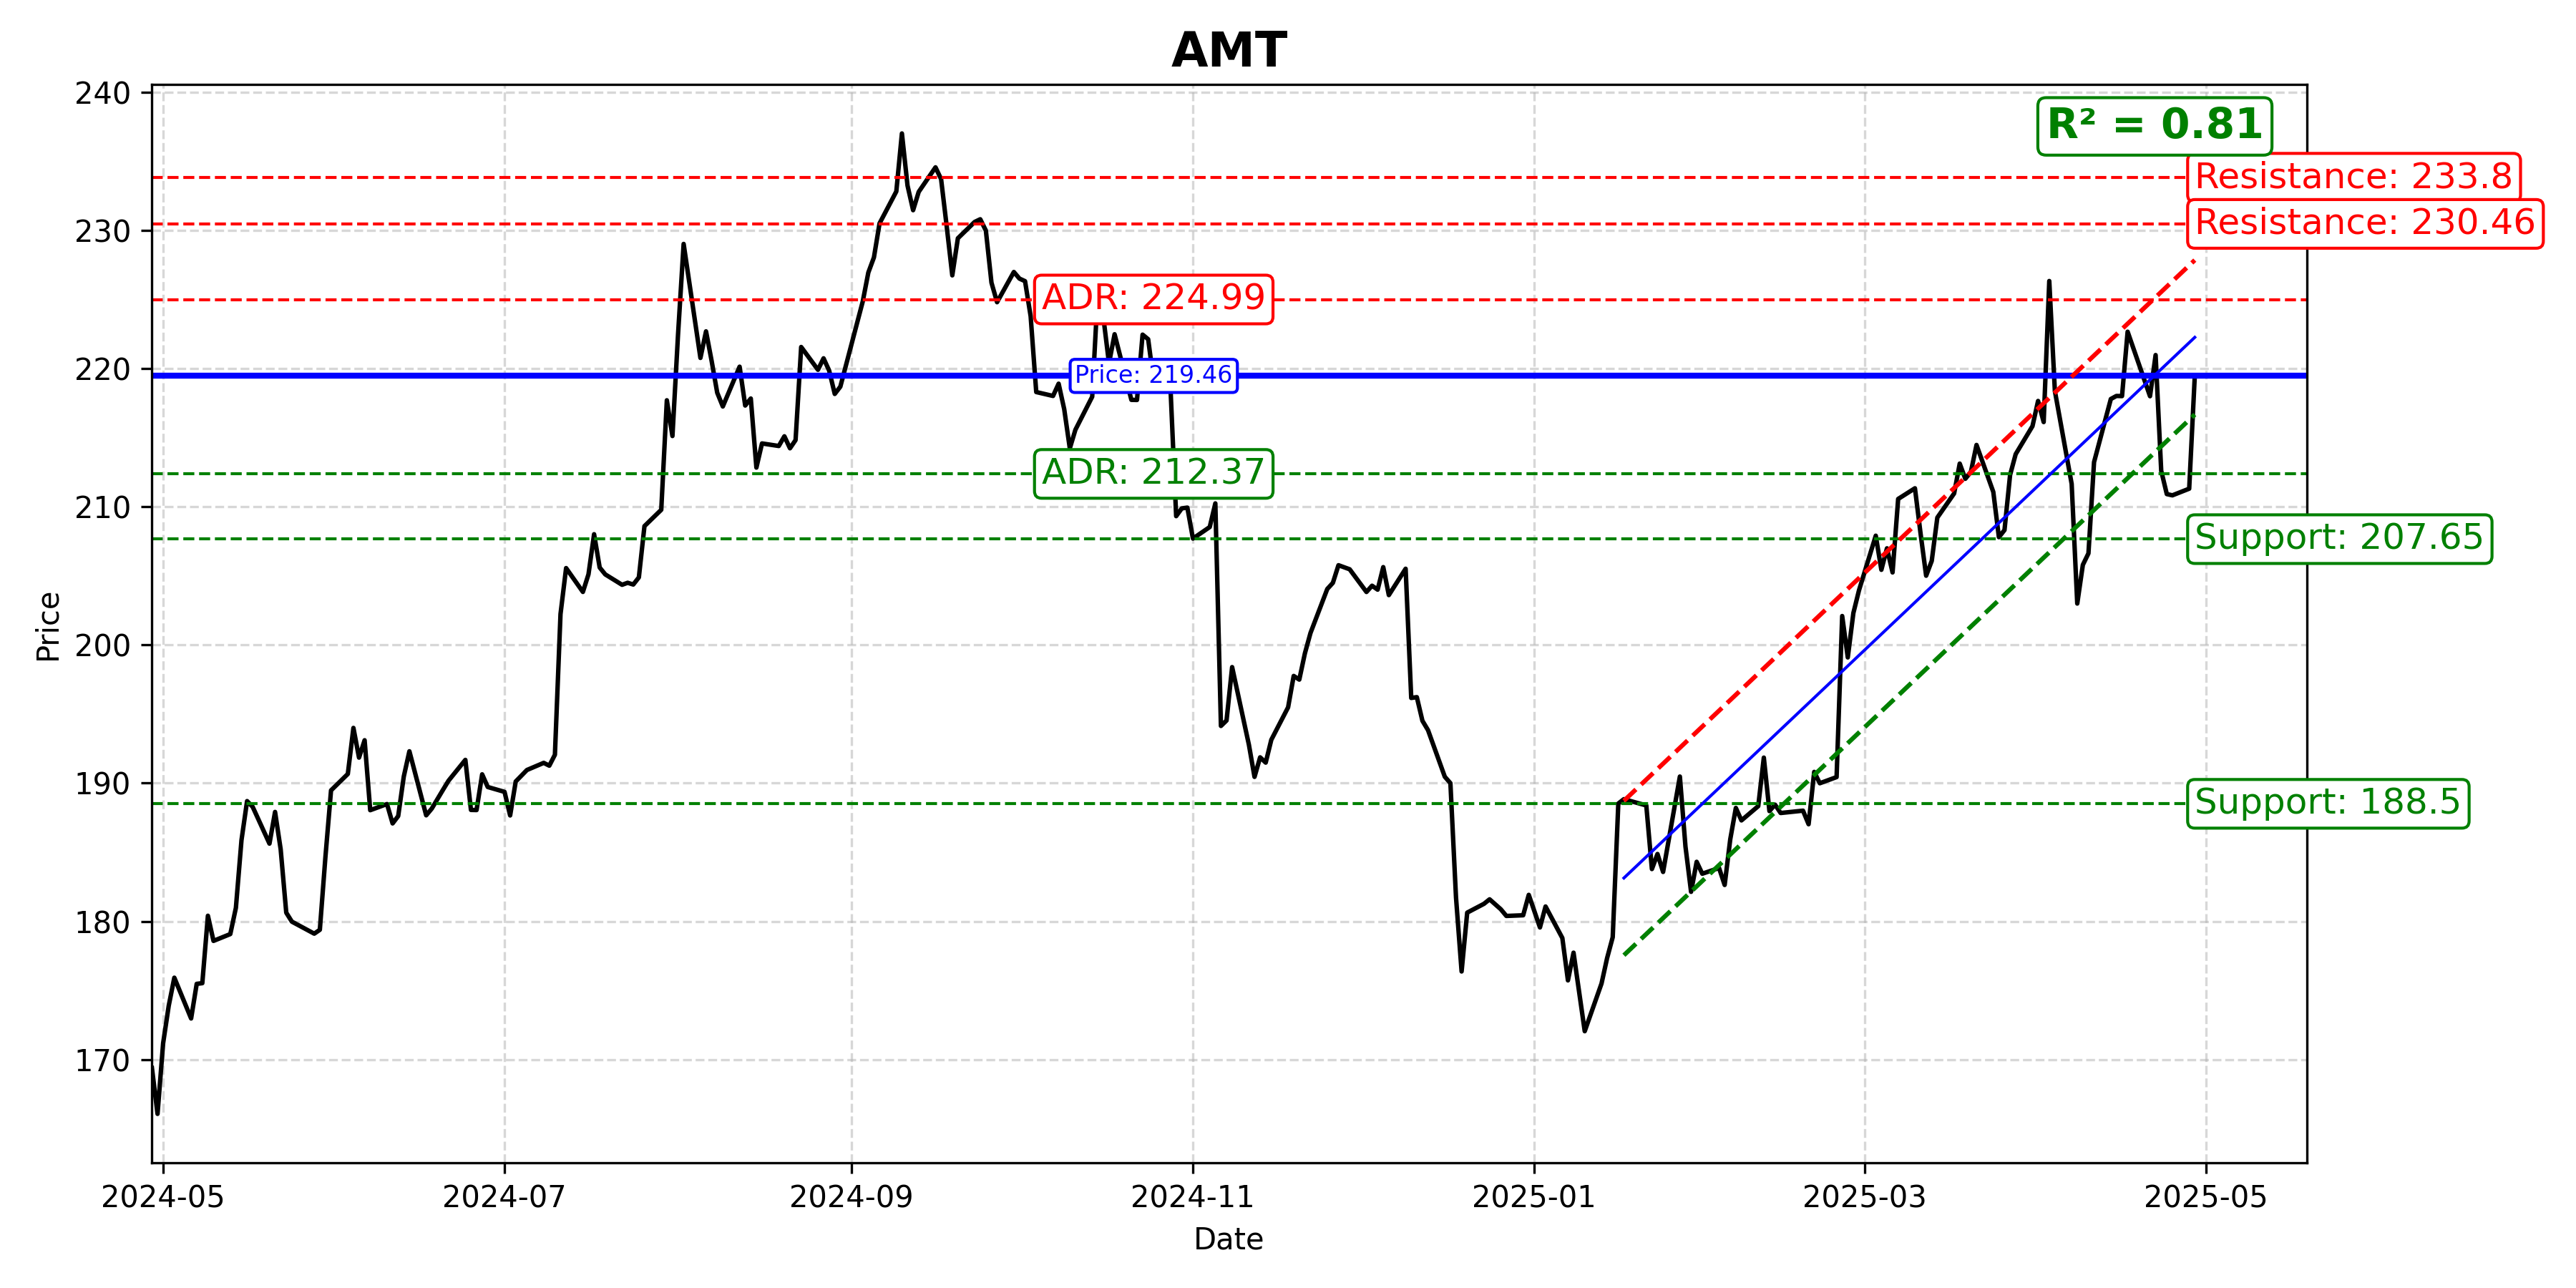 AMT
240
230
220
210
200
190
180
170
Price
R² = 0.81
Resistance: 233.8
Resistance: 230.46
ADR: 224.99
Price: 219.46
ADR: 212.37
Support: 207.65
Support: 188.5
2024-05
2024-07
2024-09
2024-11
2025-01
2025-03
2025-05
Date